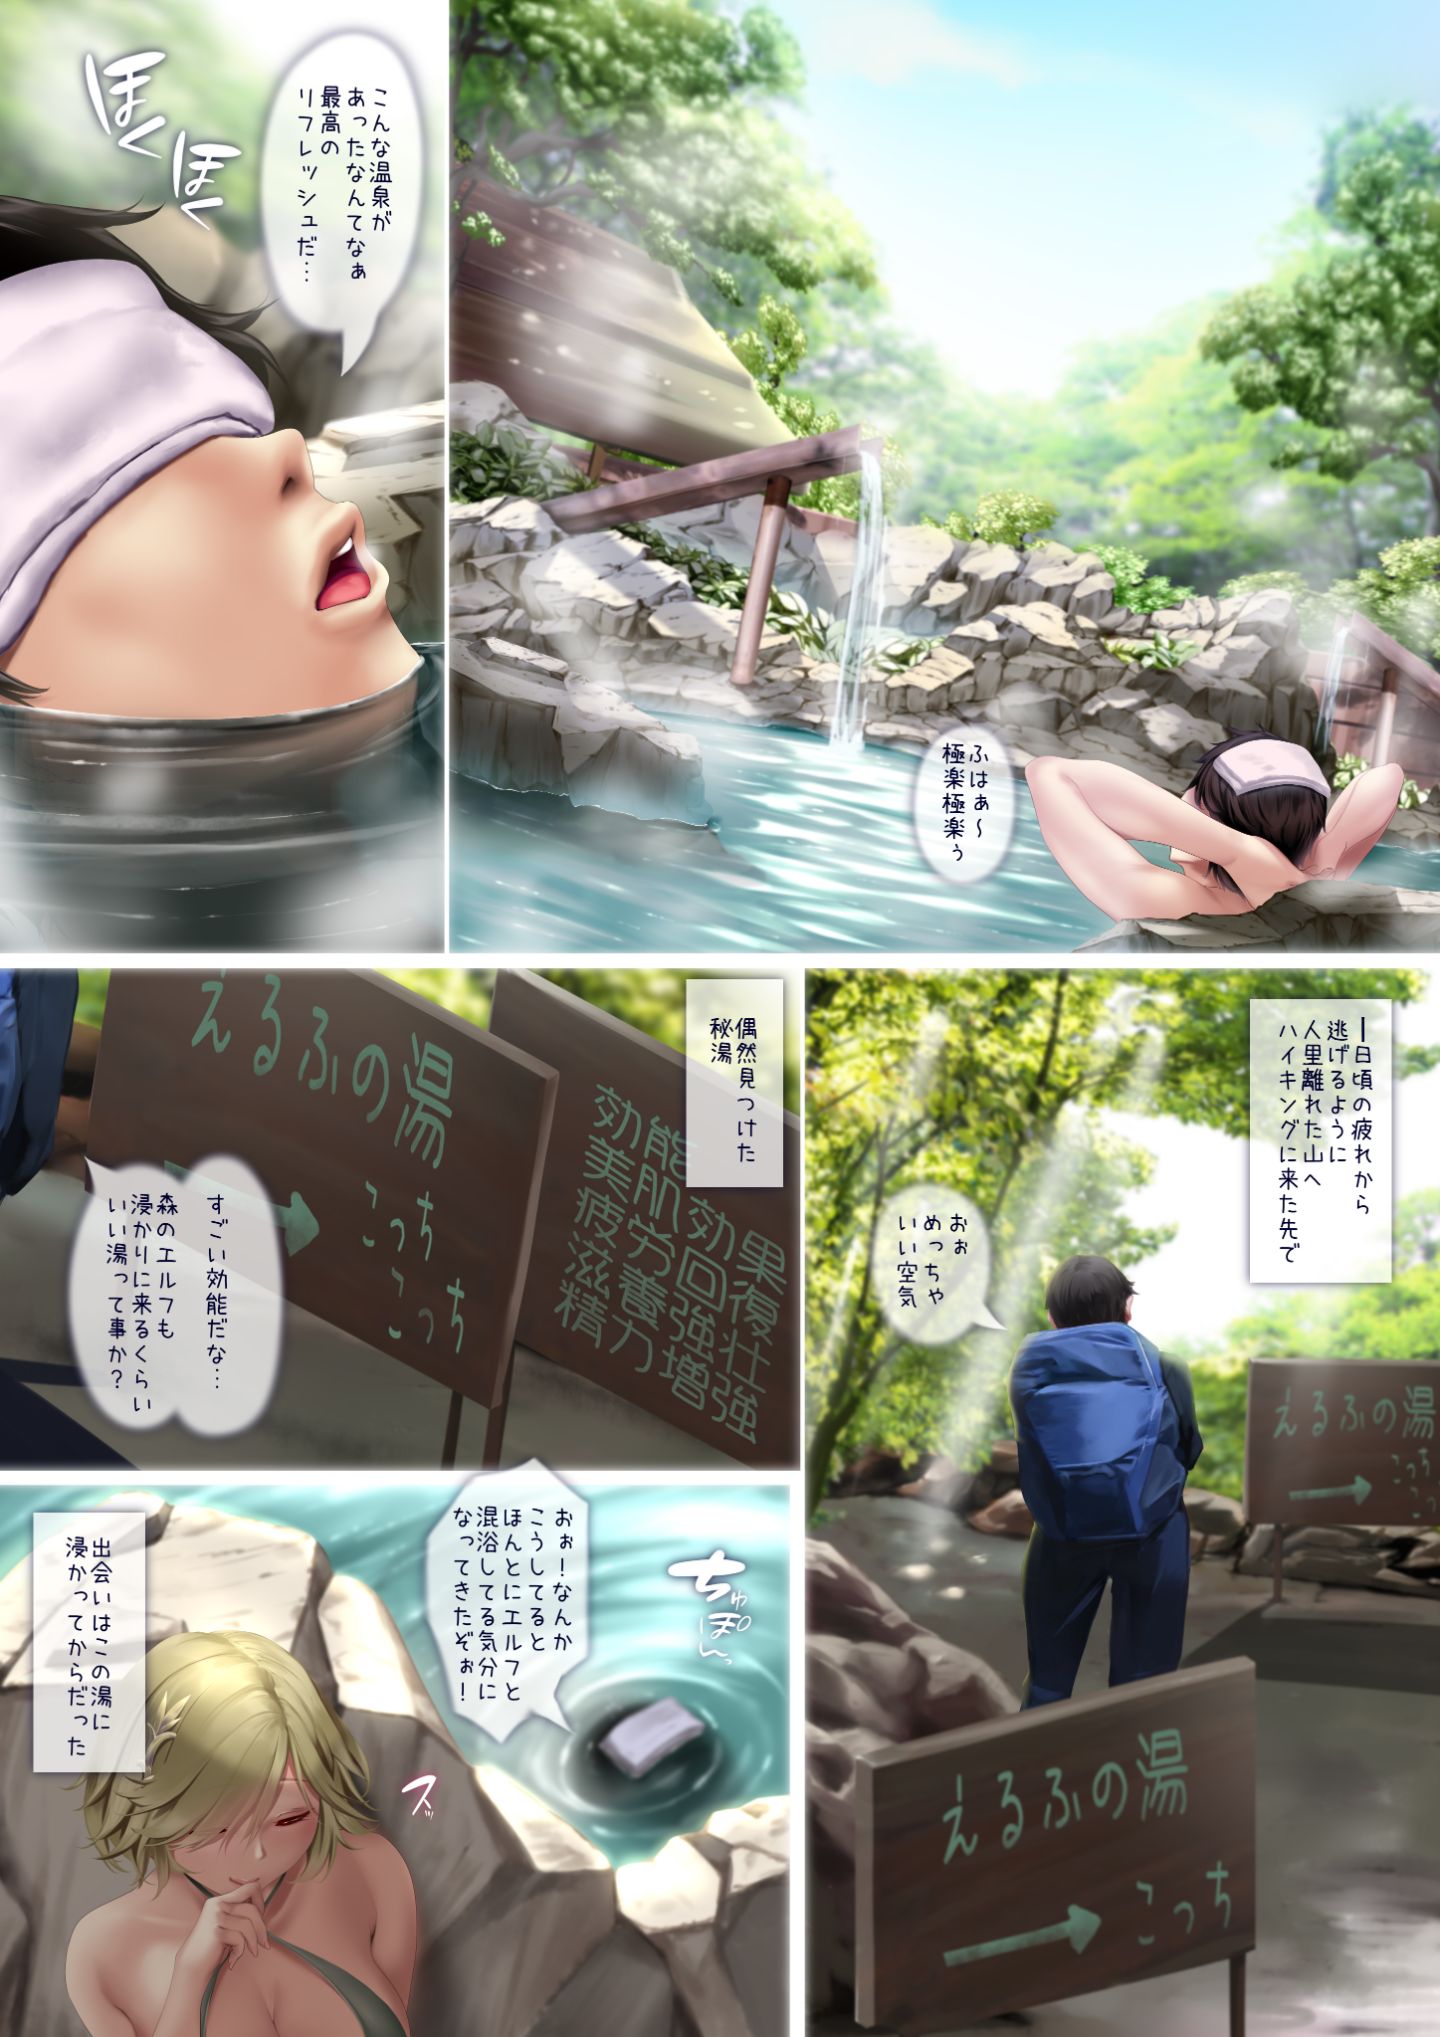 ふはぁ～
極楽極楽ぅ
こんな温泉が
あったなんてなぁ
最高の
リフレッシュだ…
ほく
ほく
―日頃の疲れから
逃げるように
人里離れた山へ
ハイキングに来た先で
おぉ
めっちゃ
いい空気
えるふの湯
こっち
こっ
えるふの湯
こっち
偶然見つけた
秘湯
効能
美肌効果
疲労回復
滋養強壮
精力増強
えるふの湯
こっち
こっち
すごい効能だな…
森のエルフも
浸かりに来るくらい
いい湯って事か？
ちゅぽんっ
おぉーなんか
こうしてると
ほんとにエルフと
混浴してる気分に
なってきたぞぉ！
スッ
出会いはこの湯に
浸かってからだった